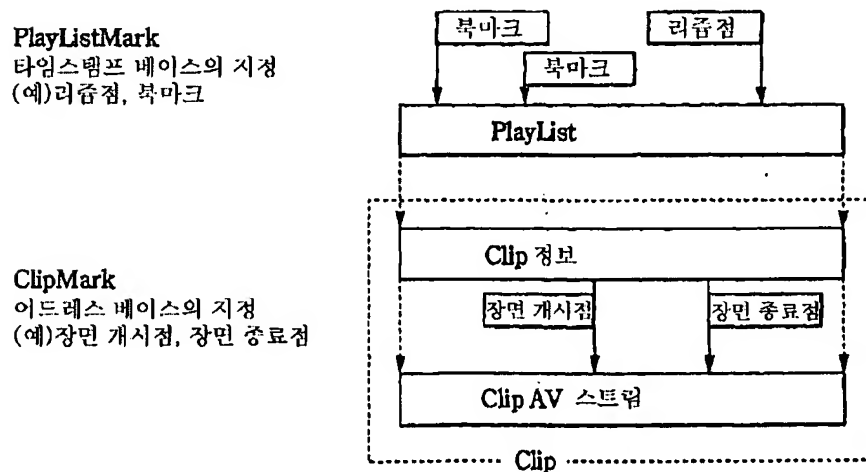 PlayListMark
타임스탬프 베이스의 지정
(예)리줌점, 북마크
북마크
리줌점
북마크
PlayList
Clip 정보
ClipMark
어드레스 베이스의 지정
(예)장면 개시점, 장면 종료점
장면 개시점
장면 종료점
Clip AV 스트림
Clip